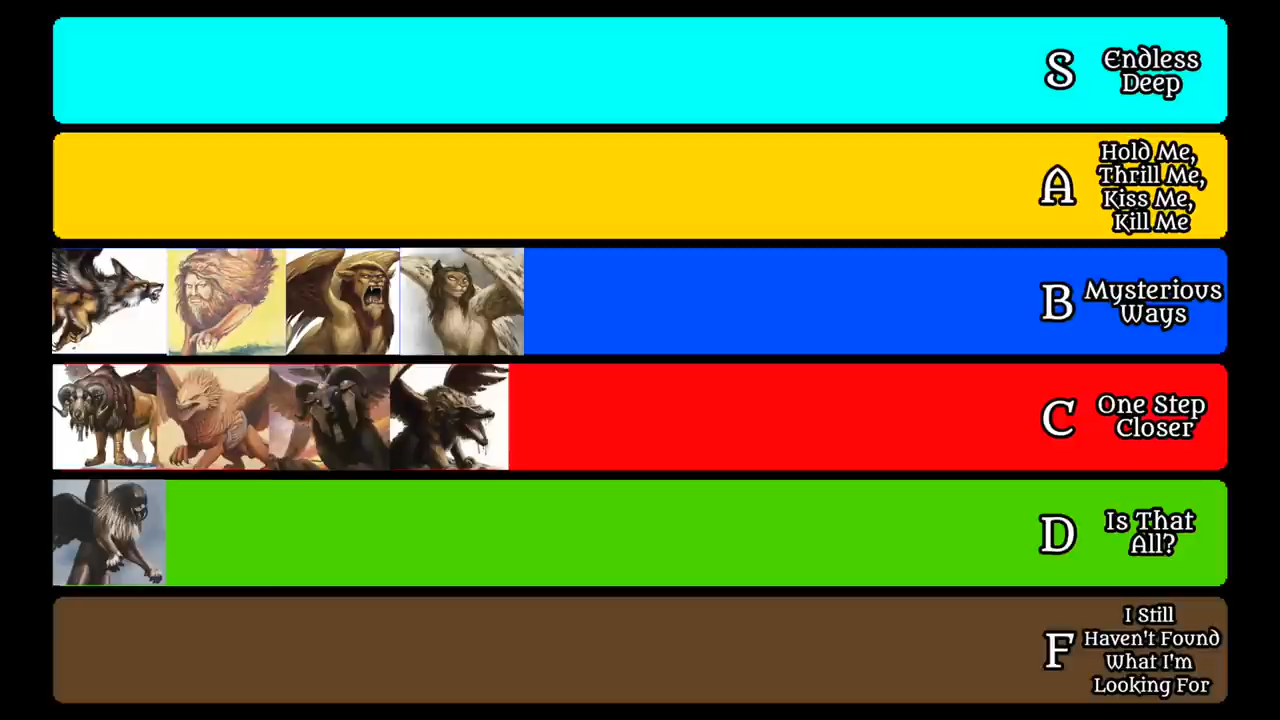 S
Endless
Deep
A
Hold Me,
Thrill Me,
Kiss Me,
Kill Me
B
Mysterious
Ways
C
One Step
Closer
D
Is That
All?
F
I Still
Haven't Found
What I'm
Looking For